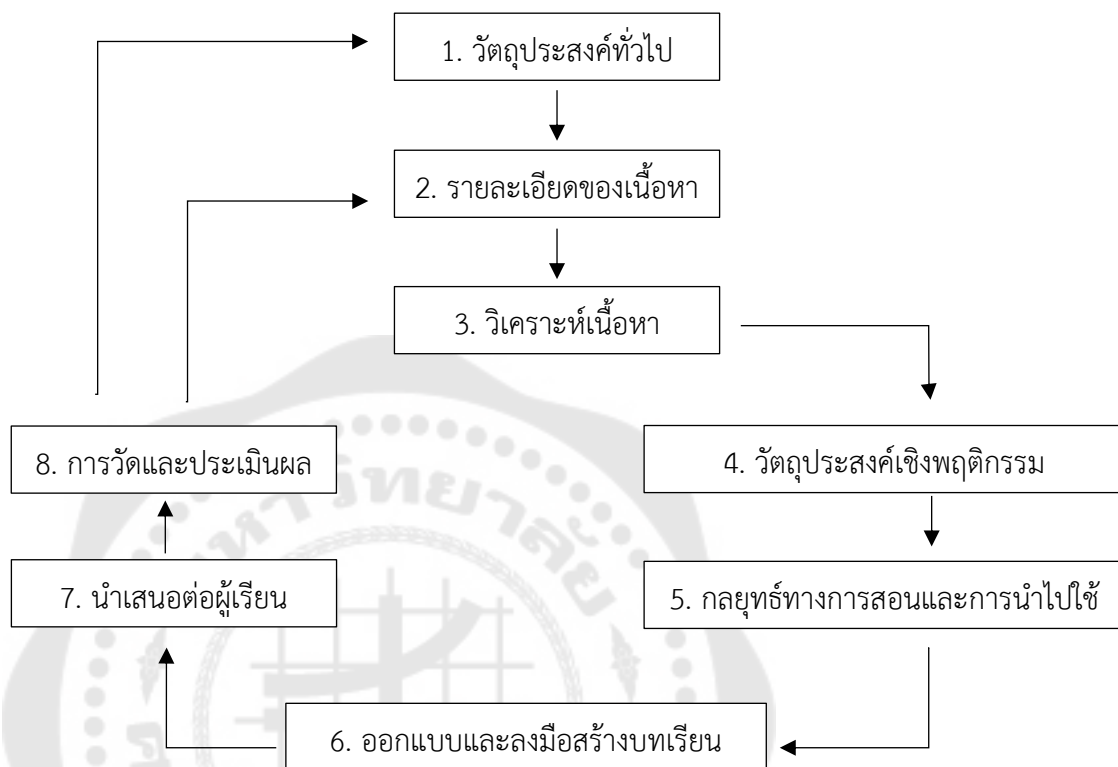 1. วัตถุประสงค์ทั่วไป
2. รายละเอียดของเนื้อหา
3. วิเคราะห์เนื้อหา
4. วัตถุประสงค์เชิงพฤติกรรม
5. กลยุทธ์ทางการสอนและการนำไปใช้
6. ออกแบบและลงมือสร้างบทเรียน
7. นำเสนอต่อผู้เรียน
8. การวัดและประเมินผล